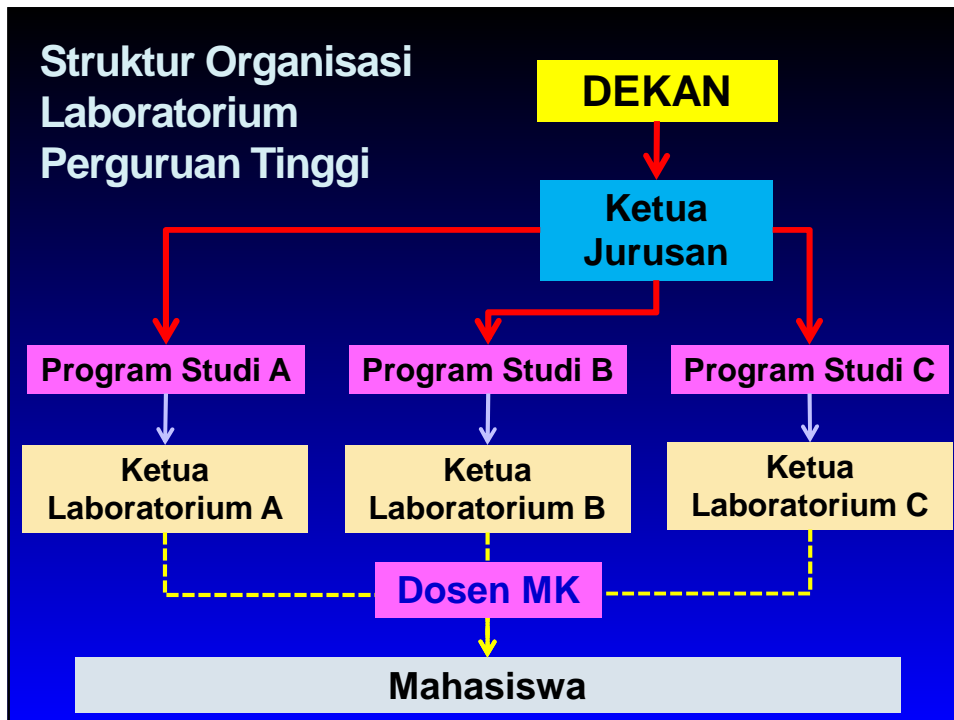 Struktur Organisasi
Laboratorium
Perguruan Tinggi
DEKAN
Ketua
Jurusan
Program Studi A
Program Studi B
Program Studi C
Ketua
Laboratorium A
Ketua
Laboratorium B
Ketua
Laboratorium C
Dosen MK
Mahasiswa